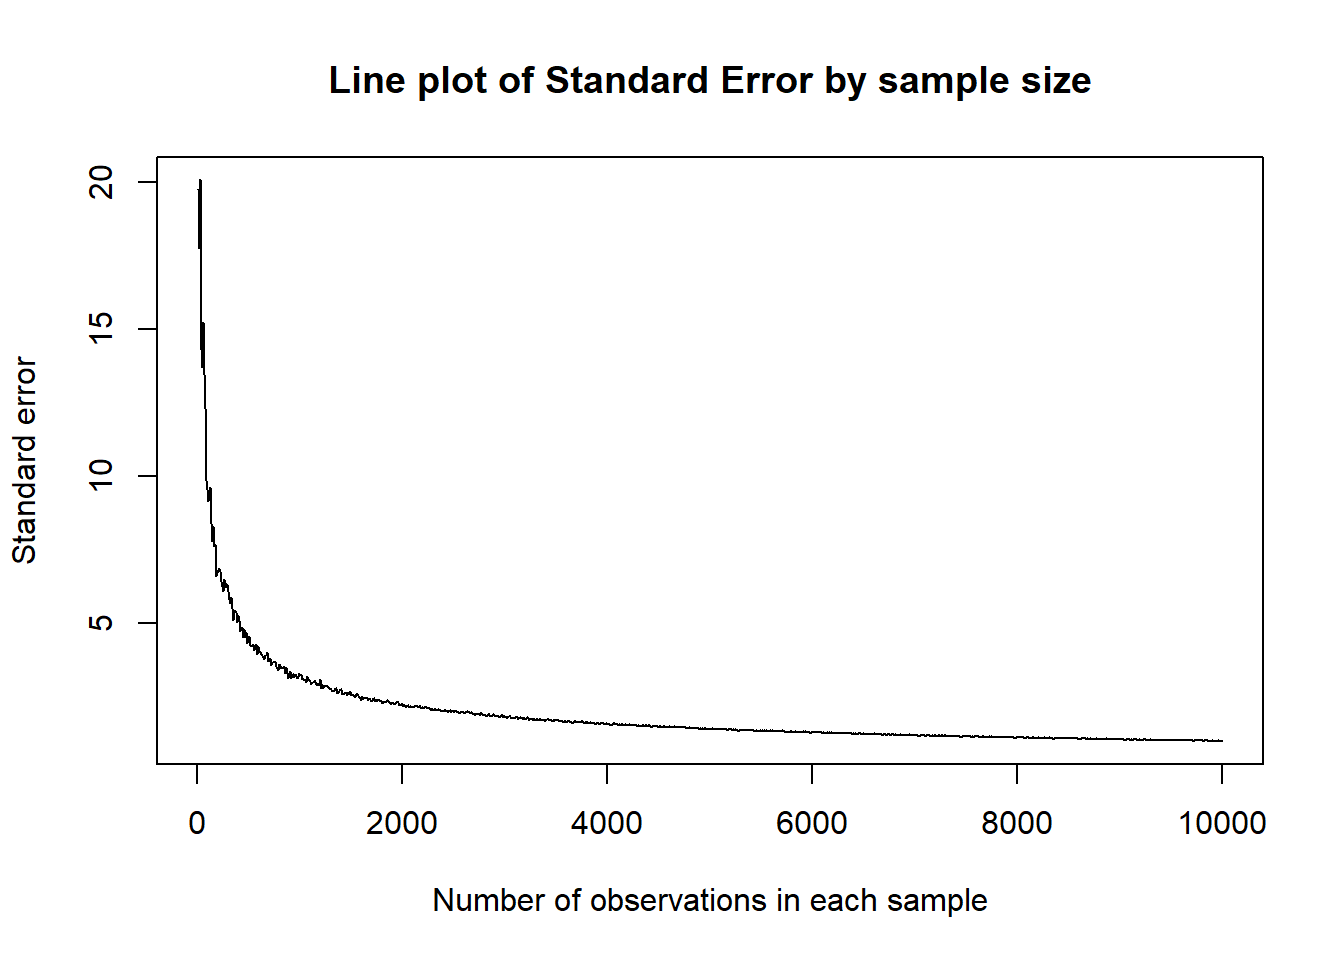 Line plot of Standard Error by sample size
Standard error
20
15
10
5
0 2000 4000 6000 8000 10000
Number of observations in each sample